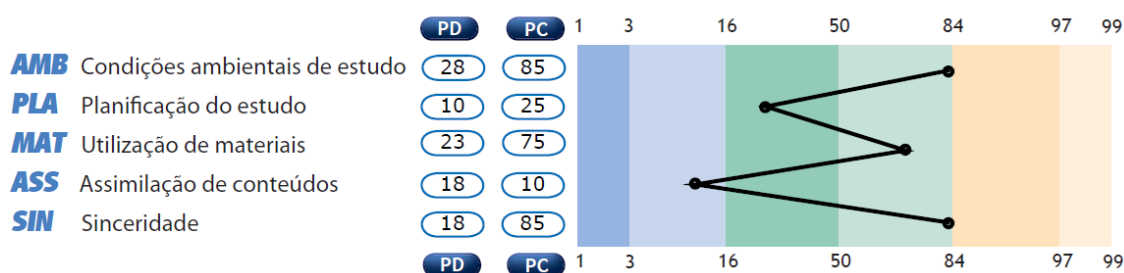 PD PC 1 3 16 50 84 97 99
AMB Condições ambientais de estudo 28 85
PLA Planificação do estudo 10 25
MAT Utilização de materiais 23 75
ASS Assimilação de conteúdos 18 10
SIN Sinceridade 18 85
PD PC 1 3 16 50 84 97 99